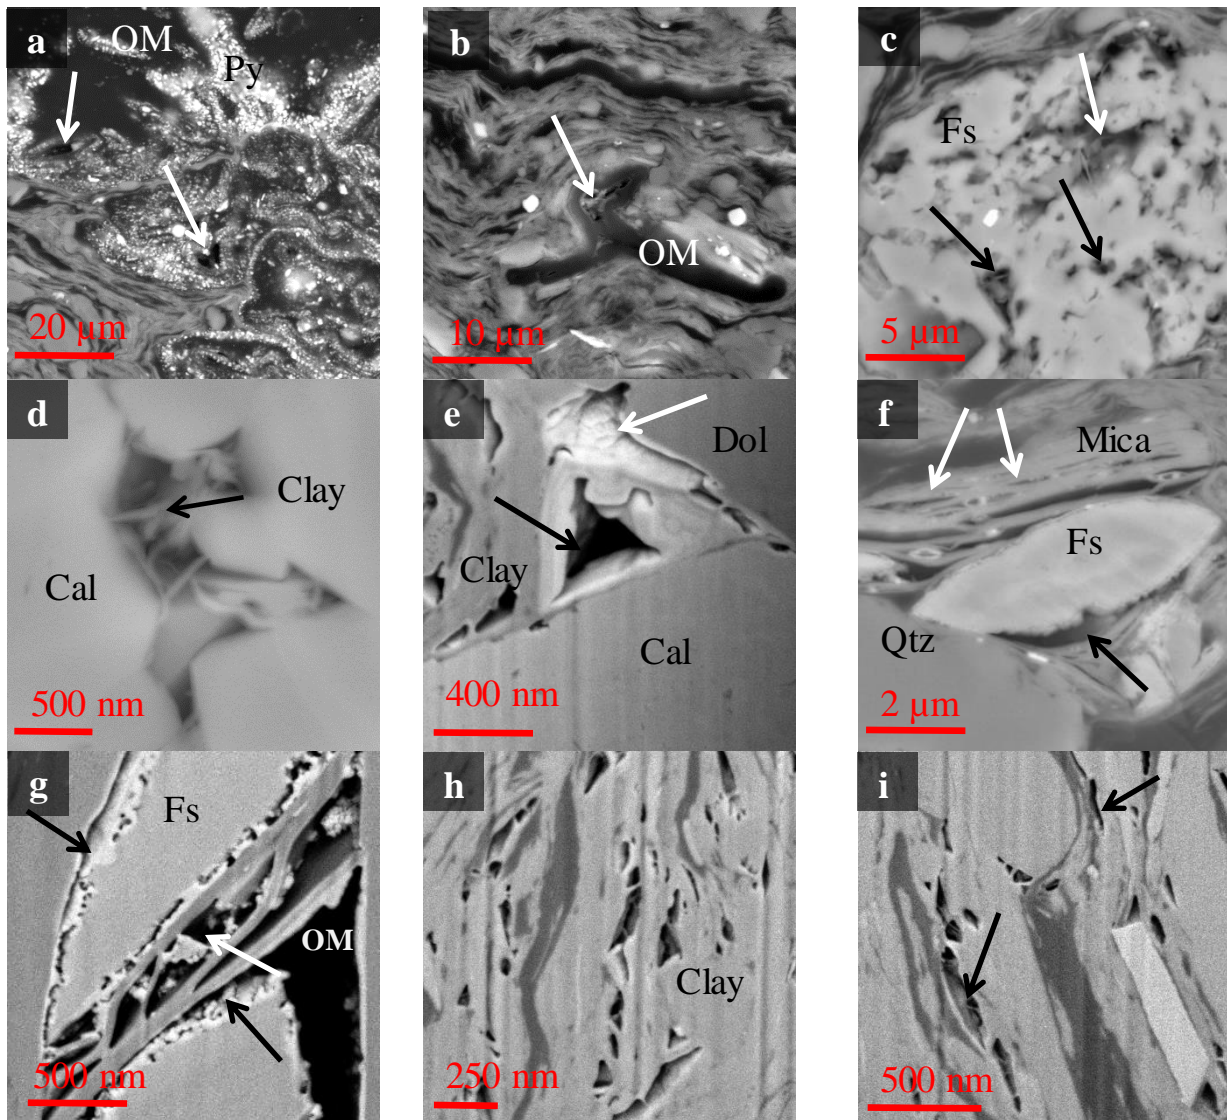 a
OM
Py
20 µm
b
OM
10 µm
c
Fs
5 µm
d
Clay
Cal
500 nm
e
Dol
Clay
Cal
400 nm
f
Mica
Fs
Qtz
2 µm
g
Fs
OM
500 nm
h
Clay
250 nm
i
500 nm